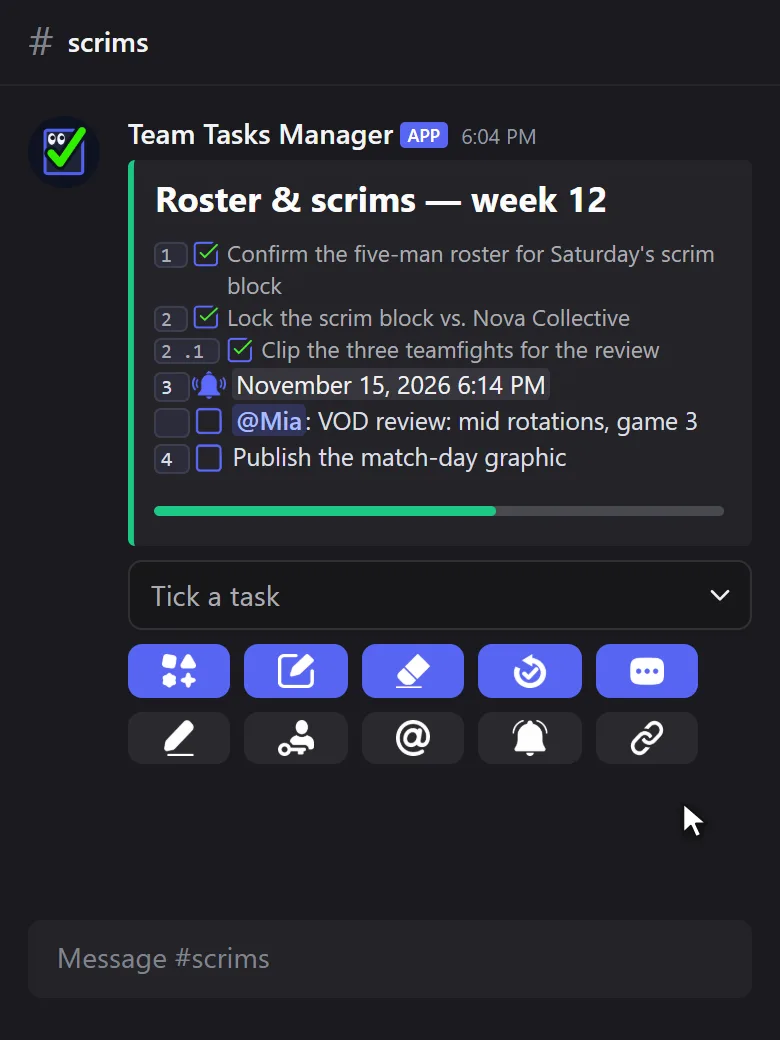 # scrims
Team Tasks Manager APP 6:04 PM
Roster & scrims — week 12
1 Confirm the five-man roster for Saturday's scrim
block
2 Lock the scrim block vs. Nova Collective
2 .1 Clip the three teamfights for the review
3 November 15, 2026 6:14 PM
@Mia: VOD review: mid rotations, game 3
4 Publish the match-day graphic
Tick a task
Message #scrims